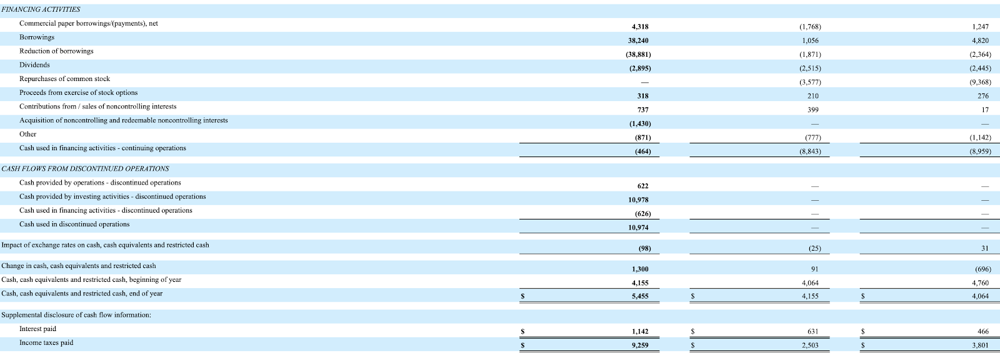 FINANCING ACTIVITIES
Commercial paper borrowings/(payments), net 4,318 (1,768) 1,247
Borrowings 38,240 1,056 4,820
Reduction of borrowings (38,881) (1,871) (2,364)
Dividends (2,895) (2,515) (2,445)
Repurchases of common stock — (3,577) (9,368)
Proceeds from exercise of stock options 318 210 276
Contributions from / sales of noncontrolling interests 737 399 17
Acquisition of noncontrolling and redeemable noncontrolling interests (1,430) — —
Other (871) (777) (1,142)
Cash used in financing activities - continuing operations (464) (8,843) (8,959)
CASH FLOWS FROM DISCONTINUED OPERATIONS
Cash provided by operations - discontinued operations 622 — —
Cash provided by investing activities - discontinued operations 10,978 — —
Cash used in financing activities - discontinued operations (626) — —
Cash used in discontinued operations 10,974 — —
Impact of exchange rates on cash, cash equivalents and restricted cash (98) (25) 31
Change in cash, cash equivalents and restricted cash 1,300 91 (696)
Cash, cash equivalents and restricted cash, beginning of year 4,155 4,064 4,760
Cash, cash equivalents and restricted cash, end of year $ 5,455 $ 4,155 $ 4,064
Supplemental disclosure of cash flow information:
Interest paid $ 1,142 $ 631 $ 466
Income taxes paid $ 9,259 $ 2,503 $ 3,801